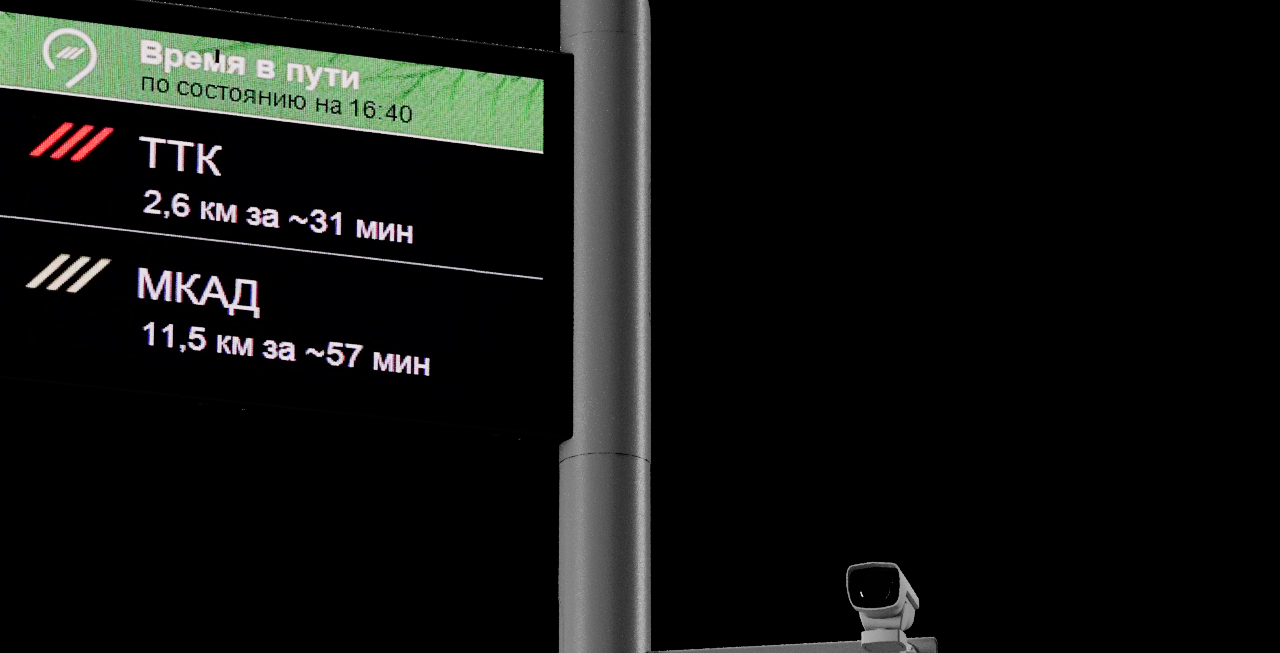 Время в пути
по состоянию на 16:40
ТТК
2,6 км за ~31 мин
МКАД
11,5 км за ~57 мин